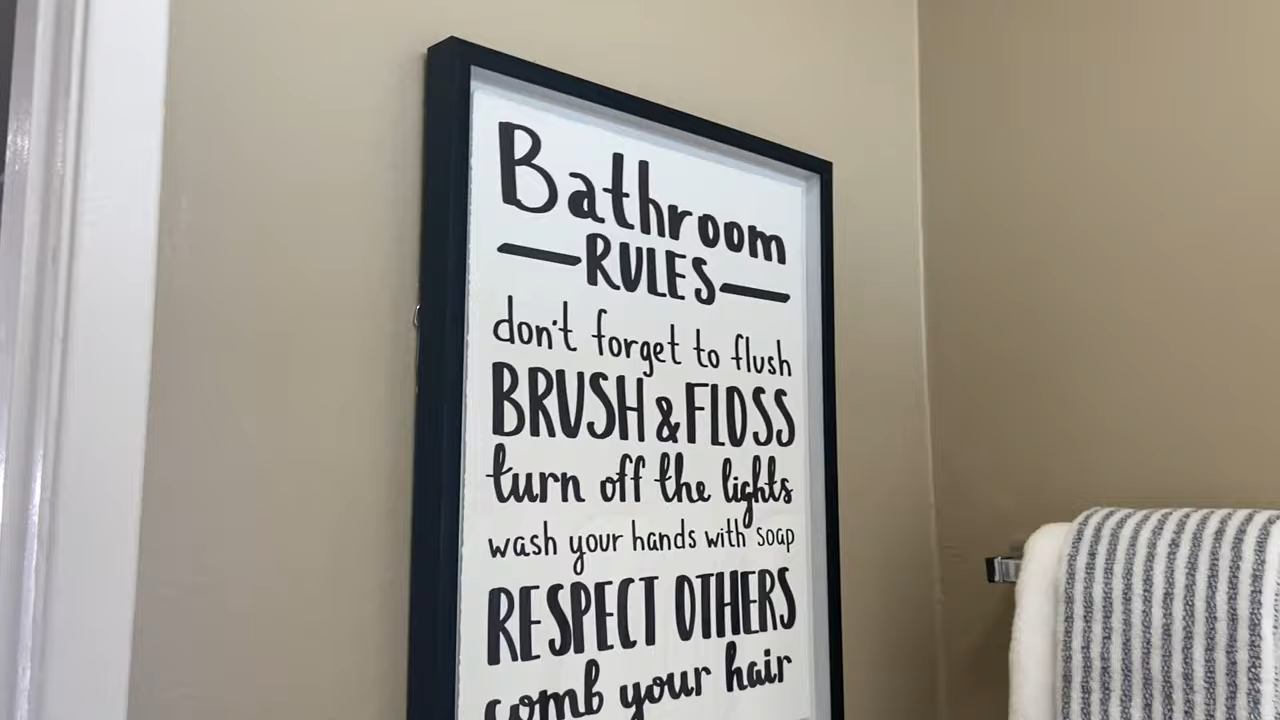 Bathroom
RULES
don't forget to flush
BRUSH & FLOSS
turn off the lights
wash your hands with soap
RESPECT OTHERS
comb your hair